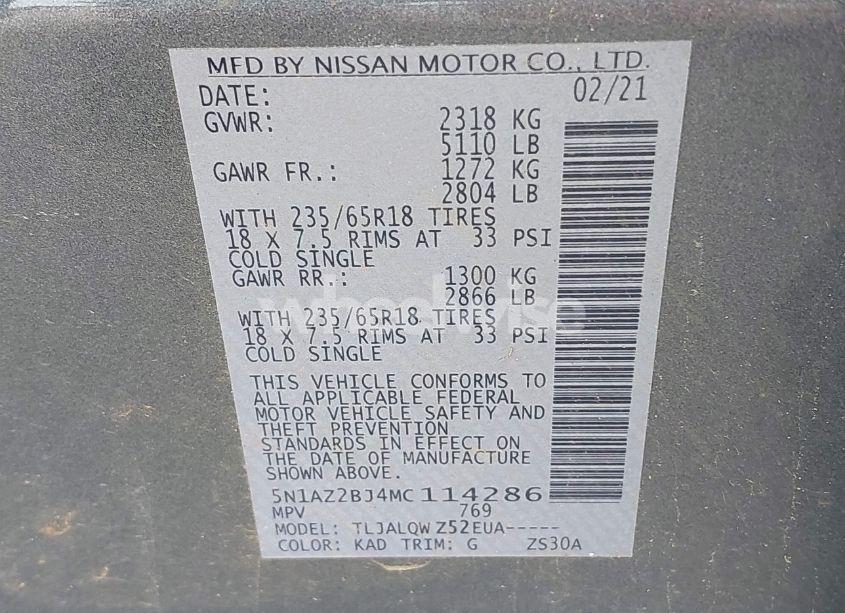 MFD BY NISSAN MOTOR CO., LTD.
DATE: 02/21
GVWR: 2318 KG
5110 LB
GAWR FR.: 1272 KG
2804 LB
WITH 235/65R18 TIRES
18 X 7.5 RIMS AT 33 PSI
COLD SINGLE
GAWR RR.: 1300 KG
2866 LB
WITH 235/65R18 TIRES
18 X 7.5 RIMS AT 33 PSI
COLD SINGLE
THIS VEHICLE CONFORMS TO
ALL APPLICABLE FEDERAL
MOTOR VEHICLE SAFETY AND
THEFT PREVENTION
STANDARDS IN EFFECT ON
THE DATE OF MANUFACTURE
SHOWN ABOVE.
5N1AZ2BJ4MC114286
MPV 769
MODEL: TLJALQW Z52EUA-----
COLOR: KAD TRIM: G ZS30A